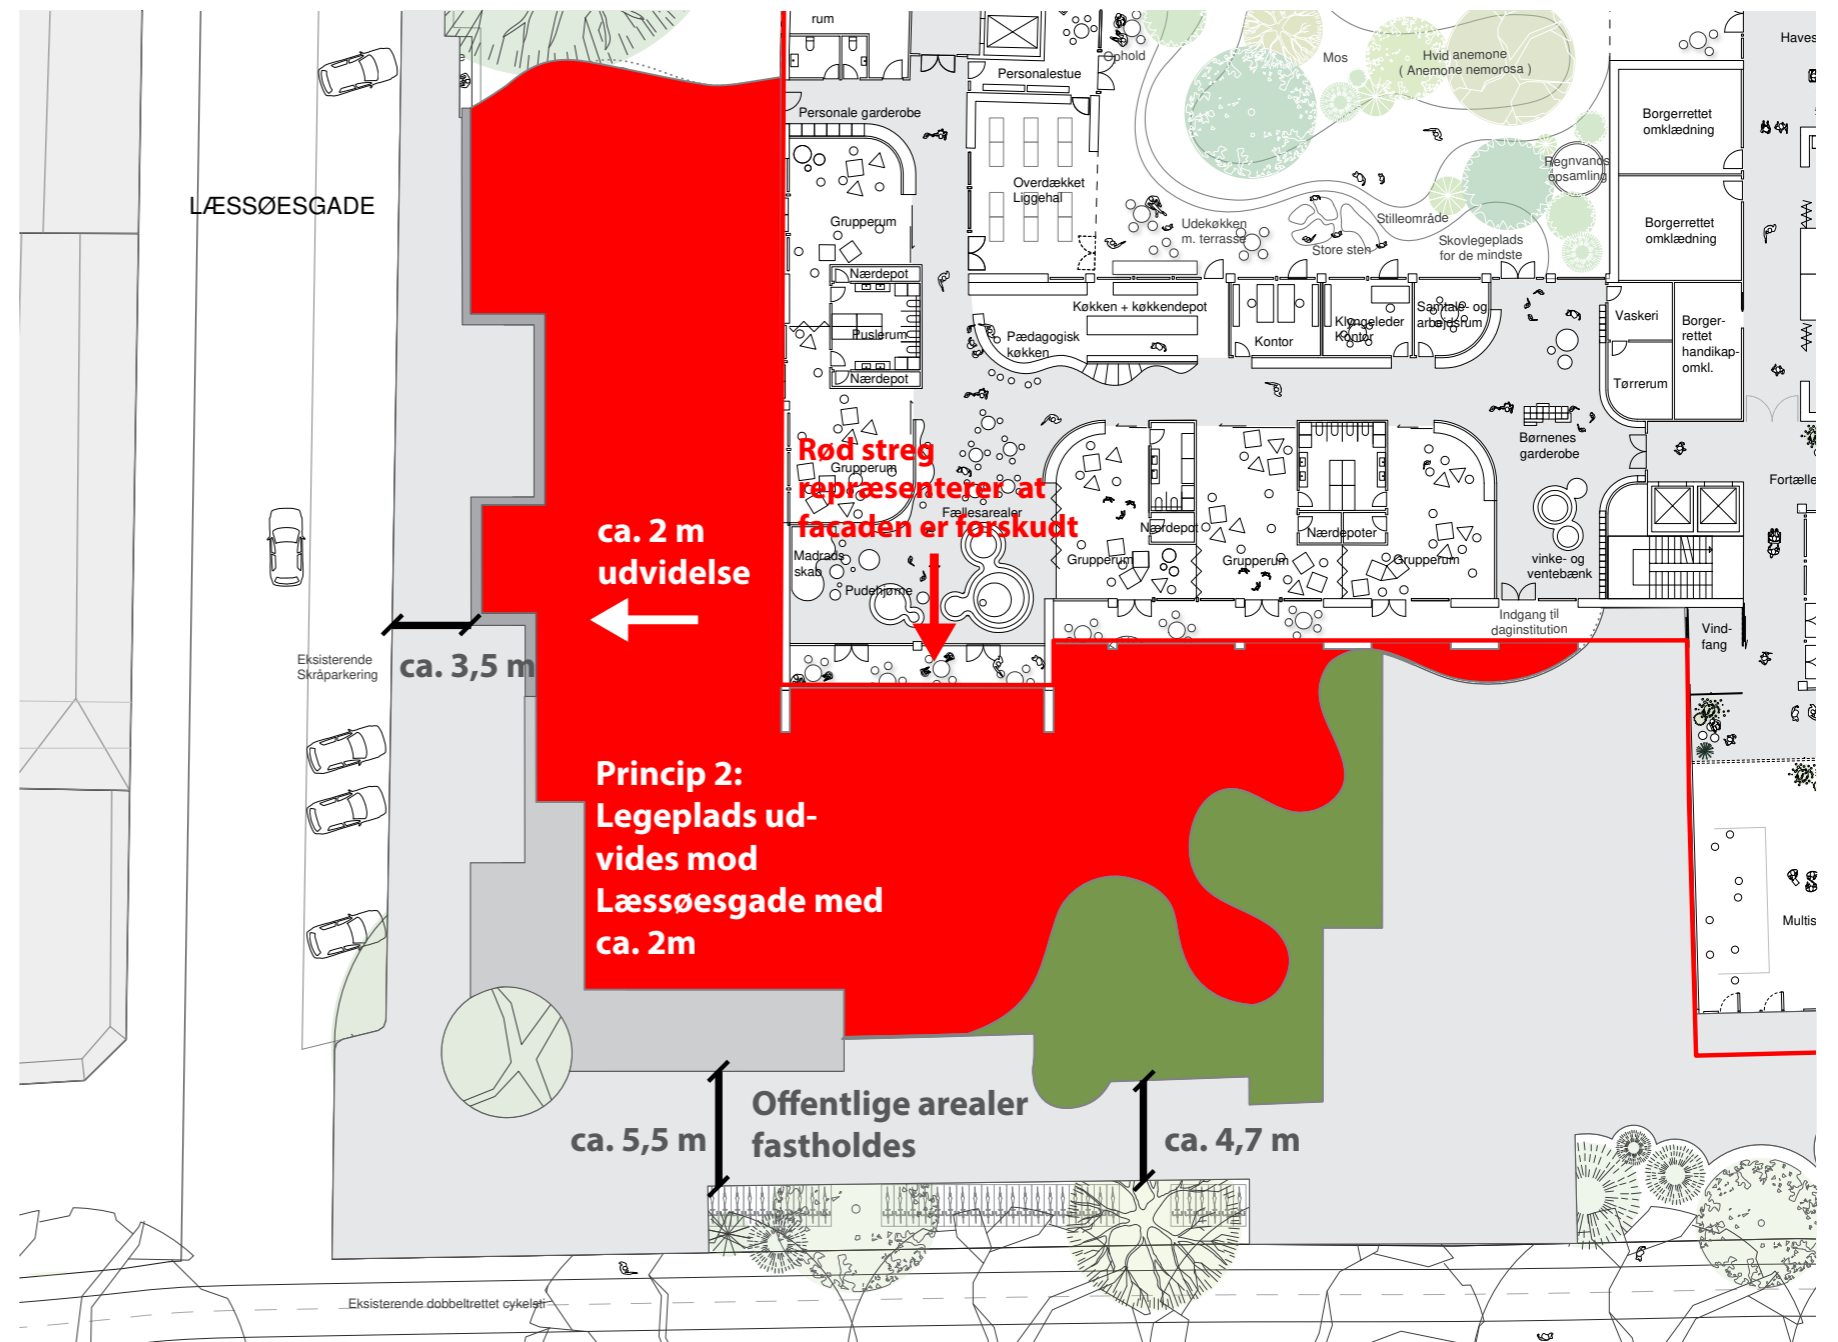 rum
Personalestue
Ophold
Mos
Hvid anemone
( Anemone nemorosa )
Personale garderobe
Borgerrettet
omklædning
Overdækket
Liggehal
Regnvands
opsamling
LÆSSØESGADE
Grupperum
Udekøkken
m. terrasse
Stilleområde
Store sten
Skovlegeplads
for de mindste
Borgerrettet
omklædning
Nærdepot
Puslerum
Nærdepot
Køkken + køkkendepot
Pædagogisk
køkken
Kontor
Klyngeleder
Kontor
Samtale- og
arbejdsrum
Vaskeri
Borger-
rettet
handikap-
omkl.
Tørrerum
Børnenes
garderobe
Rød streg
repræsenterer at
facaden er forskudt
Grupperum
Fællesarealer
Madrads
skab
Pudehjørne
Nærdepot
Grupperum
Grupperum
Nærdepoter
Grupperum
vinke- og
ventebænk
Indgang til
daginstitution
Vind-
fang
ca. 2 m
udvidelse
Eksisterende
Skråparkering
ca. 3,5 m
Princip 2:
Legeplads ud-
vides mod
Læssøesgade med
ca. 2m
Offentlige arealer
fastholdes
ca. 5,5 m
ca. 4,7 m
Eksisterende dobbeltrettet cykelsti